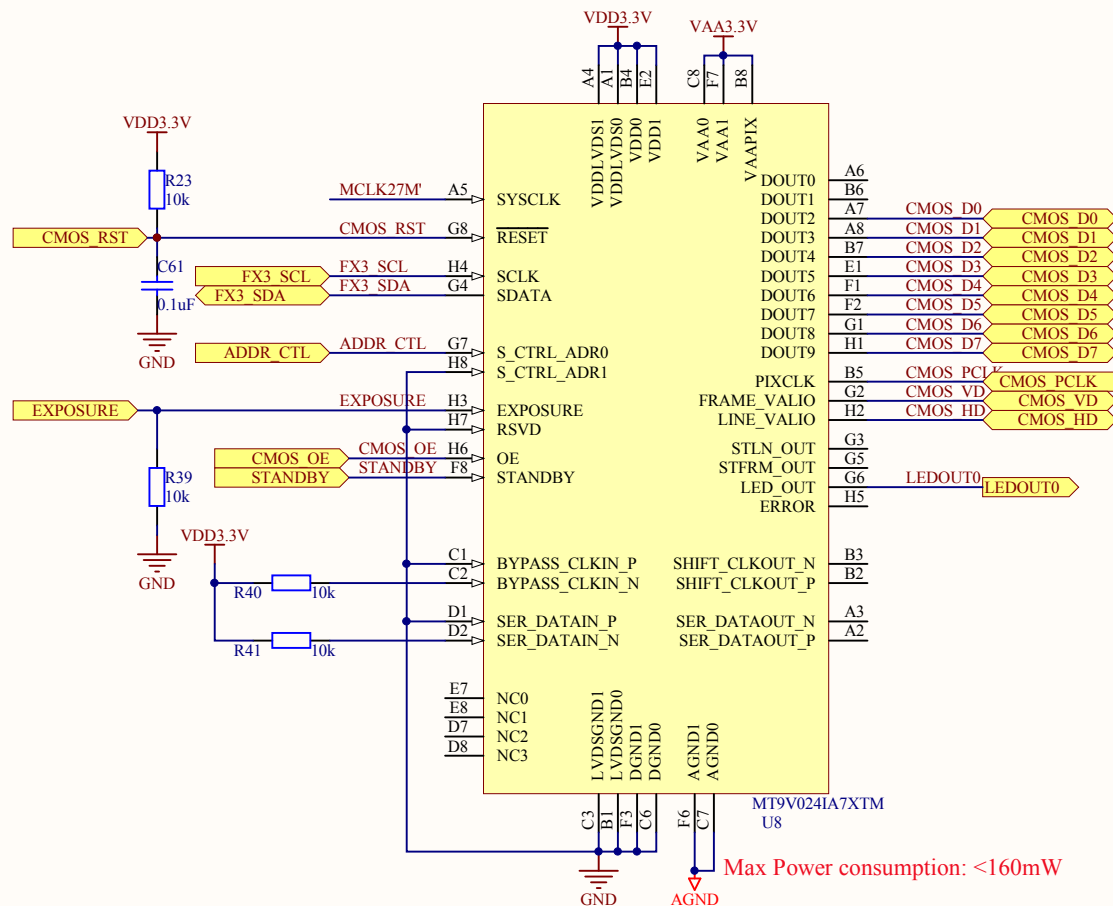 VDD3.3V
VAA3.3V
A4
A1
B4
E2
C8
F7
B8
VDDLVDS1
VDDLVDS0
VDD0
VDD1
VAA0
VAA1
VAAPIX
VDD3.3V
R23
10k
CMOS_RST
C61
0.1uF
GND
MCLK27M'
A5
SYSCLK
CMOS_RST
G8
RESET
FX3_SCL
FX3_SCL
H4
SCLK
FX3_SDA
FX3_SDA
G4
SDATA
ADDR_CTL
ADDR_CTL
G7
S_CTRL_ADR0
H8
S_CTRL_ADR1
EXPOSURE
EXPOSURE
H3
EXPOSURE
H7
RSVD
CMOS_OE
CMOS_OE
H6
OE
STANDBY
STANDBY
F8
STANDBY
R39
10k
GND
VDD3.3V
R40
10k
R41
10k
C1
BYPASS_CLKIN_P
C2
BYPASS_CLKIN_N
D1
SER_DATAIN_P
D2
SER_DATAIN_N
E7
NC0
E8
NC1
D7
NC2
D8
NC3
DOUT0
A6
DOUT1
B6
DOUT2
A7
CMOS_D0
CMOS_D0
DOUT3
A8
CMOS_D1
CMOS_D1
DOUT4
B7
CMOS_D2
CMOS_D2
DOUT5
E1
CMOS_D3
CMOS_D3
DOUT6
F1
CMOS_D4
CMOS_D4
DOUT7
F2
CMOS_D5
CMOS_D5
DOUT8
G1
CMOS_D6
CMOS_D6
DOUT9
H1
CMOS_D7
CMOS_D7
PIXCLK
B5
CMOS_PCLK
CMOS_PCLK
FRAME_VALIO
G2
CMOS_VD
CMOS_VD
LINE_VALIO
H2
CMOS_HD
CMOS_HD
STLN_OUT
G3
STFRM_OUT
G5
LED_OUT
G6
LEDOUT0
LEDOUT0
ERROR
H5
SHIFT_CLKOUT_N
B3
SHIFT_CLKOUT_P
B2
SER_DATAOUT_N
A3
SER_DATAOUT_P
A2
LVDSGND1
LVDSGND0
DGND1
DGND0
AGND1
AGND0
C3
B1
F3
C6
F6
C7
GND
AGND
MT9V024IA7XTM
U8
Max Power consumption: <160mW